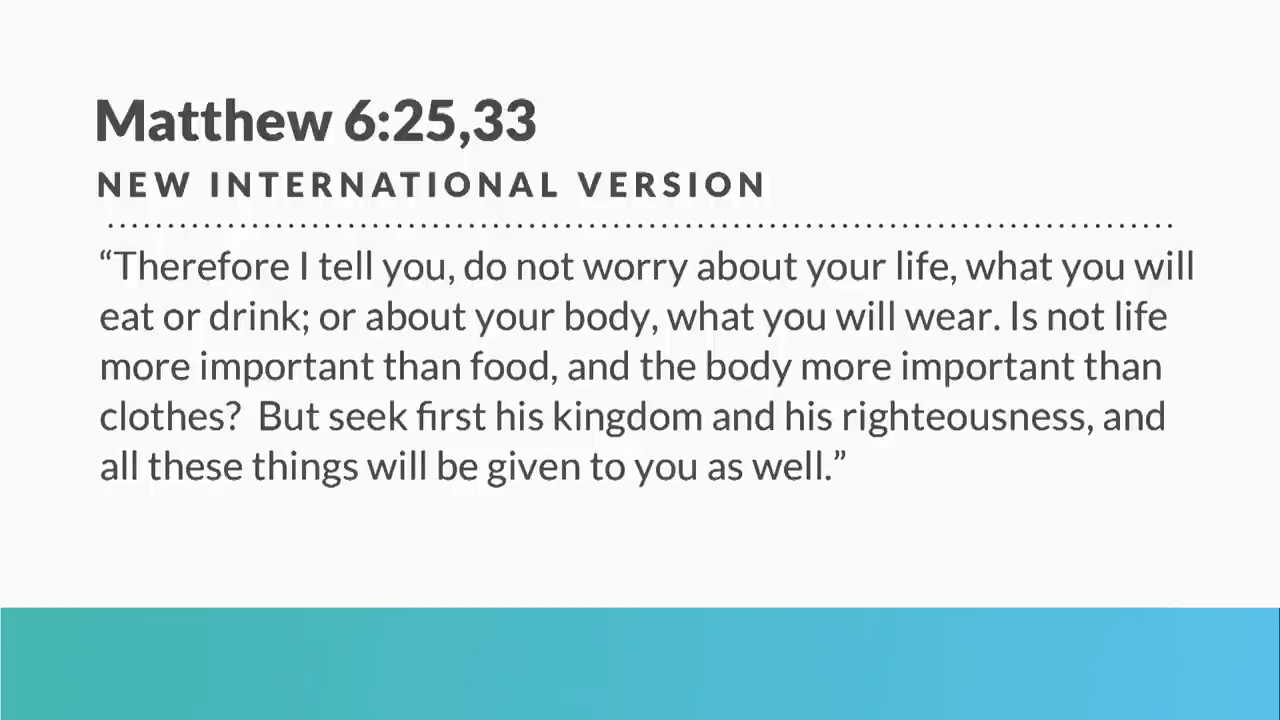 Matthew 6:25,33
NEW INTERNATIONAL VERSION
“Therefore I tell you, do not worry about your life, what you will
eat or drink; or about your body, what you will wear. Is not life
more important than food, and the body more important than
clothes?  But seek first his kingdom and his righteousness, and
all these things will be given to you as well.”